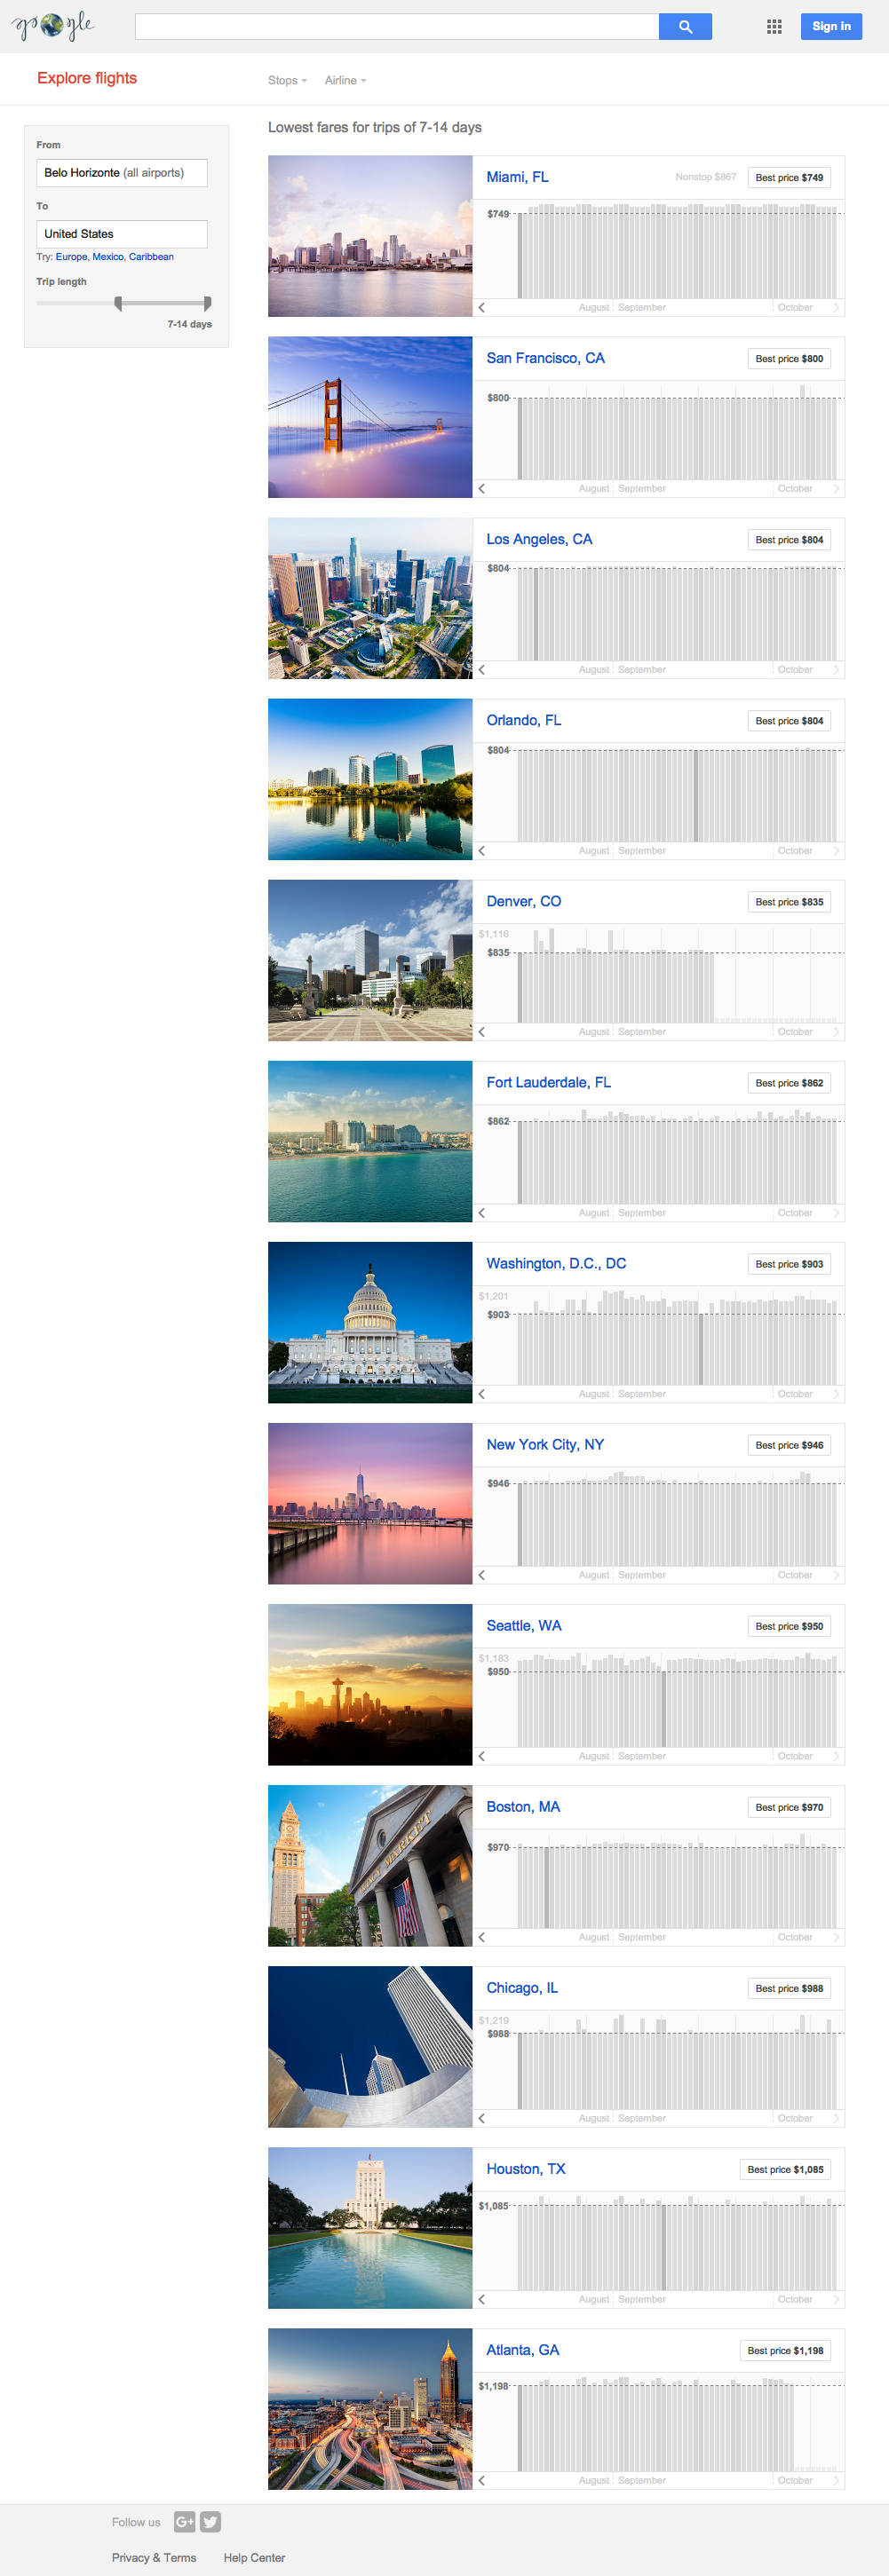 google
Sign in
Explore flights
Stops
Airline
From
Belo Horizonte (all airports)
To
United States
Try: Europe, Mexico, Caribbean
Trip length
7-14 days
Lowest fares for trips of 7-14 days
Miami, FL
Nonstop $867
Best price $749
$749
August September October
San Francisco, CA
Best price $800
$800
August September October
Los Angeles, CA
Best price $804
$804
August September October
Orlando, FL
Best price $804
$804
August September October
Denver, CO
Best price $835
$1,116
$835
August September October
Fort Lauderdale, FL
Best price $862
$862
August September October
Washington, D.C., DC
Best price $903
$1,201
$903
August September October
New York City, NY
Best price $946
$946
August September October
Seattle, WA
Best price $950
$1,183
$950
August September October
Boston, MA
Best price $970
MARKET
$970
August September October
Chicago, IL
Best price $988
$1,219
$988
August September October
Houston, TX
Best price $1,085
$1,085
August September October
Atlanta, GA
Best price $1,198
$1,198
August September October
Follow us G+
Privacy & Terms Help Center